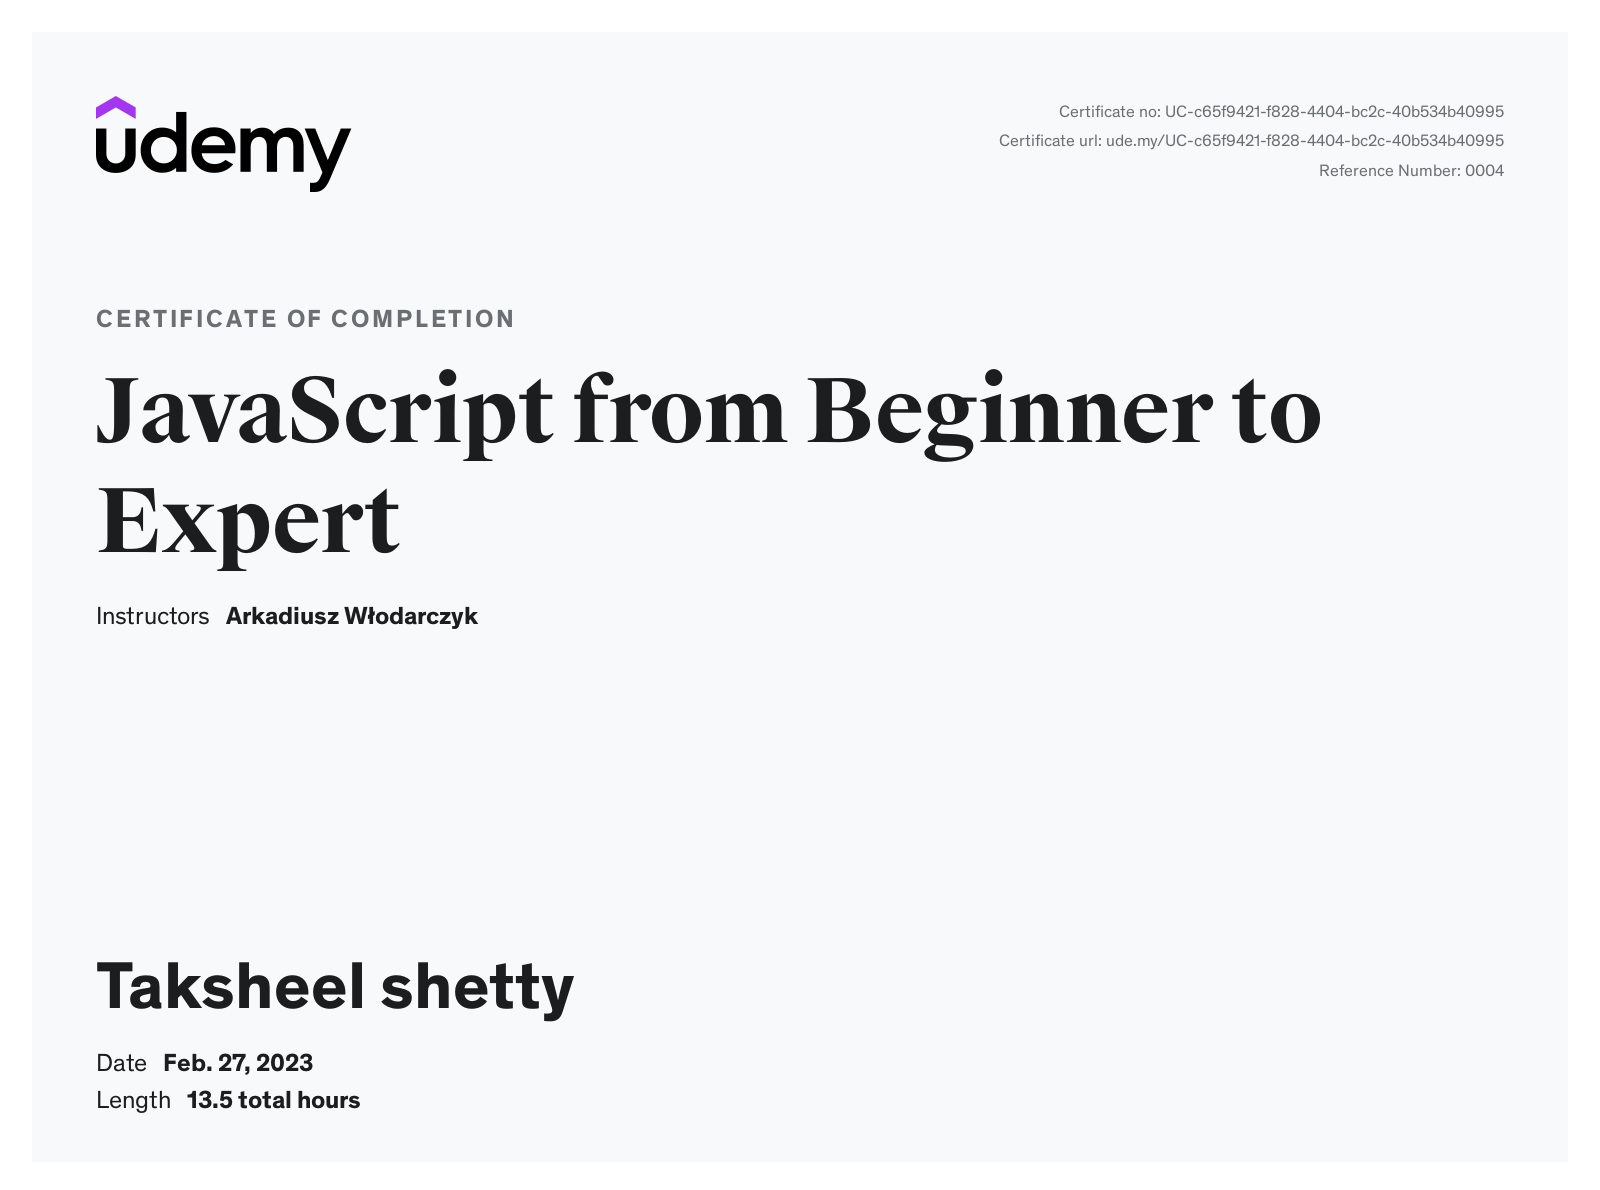 udemy
Certificate no: UC-c65f9421-f828-4404-bc2c-40b534b40995
Certificate url: ude.my/UC-c65f9421-f828-4404-bc2c-40b534b40995
Reference Number: 0004
CERTIFICATE OF COMPLETION
JavaScript from Beginner to
Expert
Instructors Arkadiusz Włodarczyk
Taksheel shetty
Date Feb. 27, 2023
Length 13.5 total hours